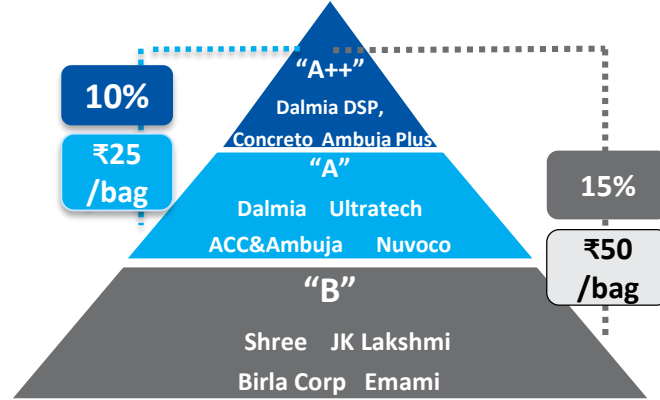 “A++”
Dalmia DSP,
Concreto Ambuja Plus
10%
₹25
/bag
“A”
Dalmia Ultratech
ACC&Ambuja Nuvoco
15%
₹50
/bag
“B”
Shree JK Lakshmi
Birla Corp Emami